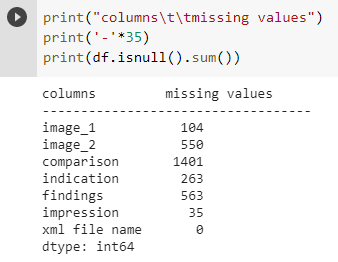 print("columns\t\tmissing values")
print('-'*35)
print(df.isnull().sum())
columns missing values
-----------------------------------
image_1 104
image_2 550
comparison 1401
indication 263
findings 563
impression 35
xml file name 0
dtype: int64